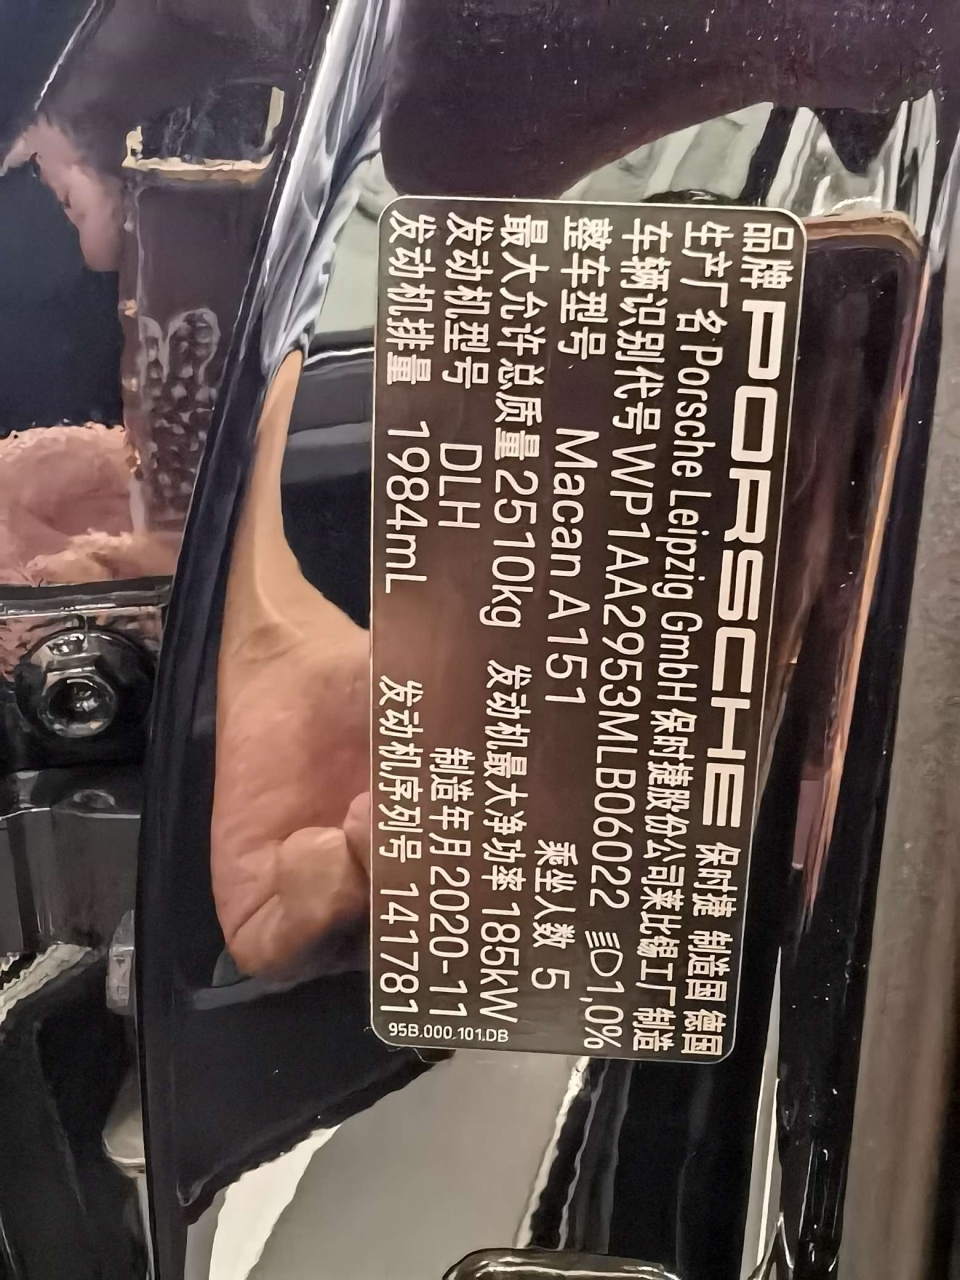 品牌 PORSCHE 保时捷 制造国 德国
生产厂名 Porsche Leipzig GmbH 保时捷股份公司莱比锡工厂制造
车辆识别代号 WP1AA2953MLB06022 1,0%
整车型号 Macan A151 乘坐人数 5
最大允许总质量 2510kg 发动机最大净功率 185kW
发动机型号 DLH 制造年月 2020-11
发动机排量 1984mL 发动机序列号 141781
95B.000.101.DB